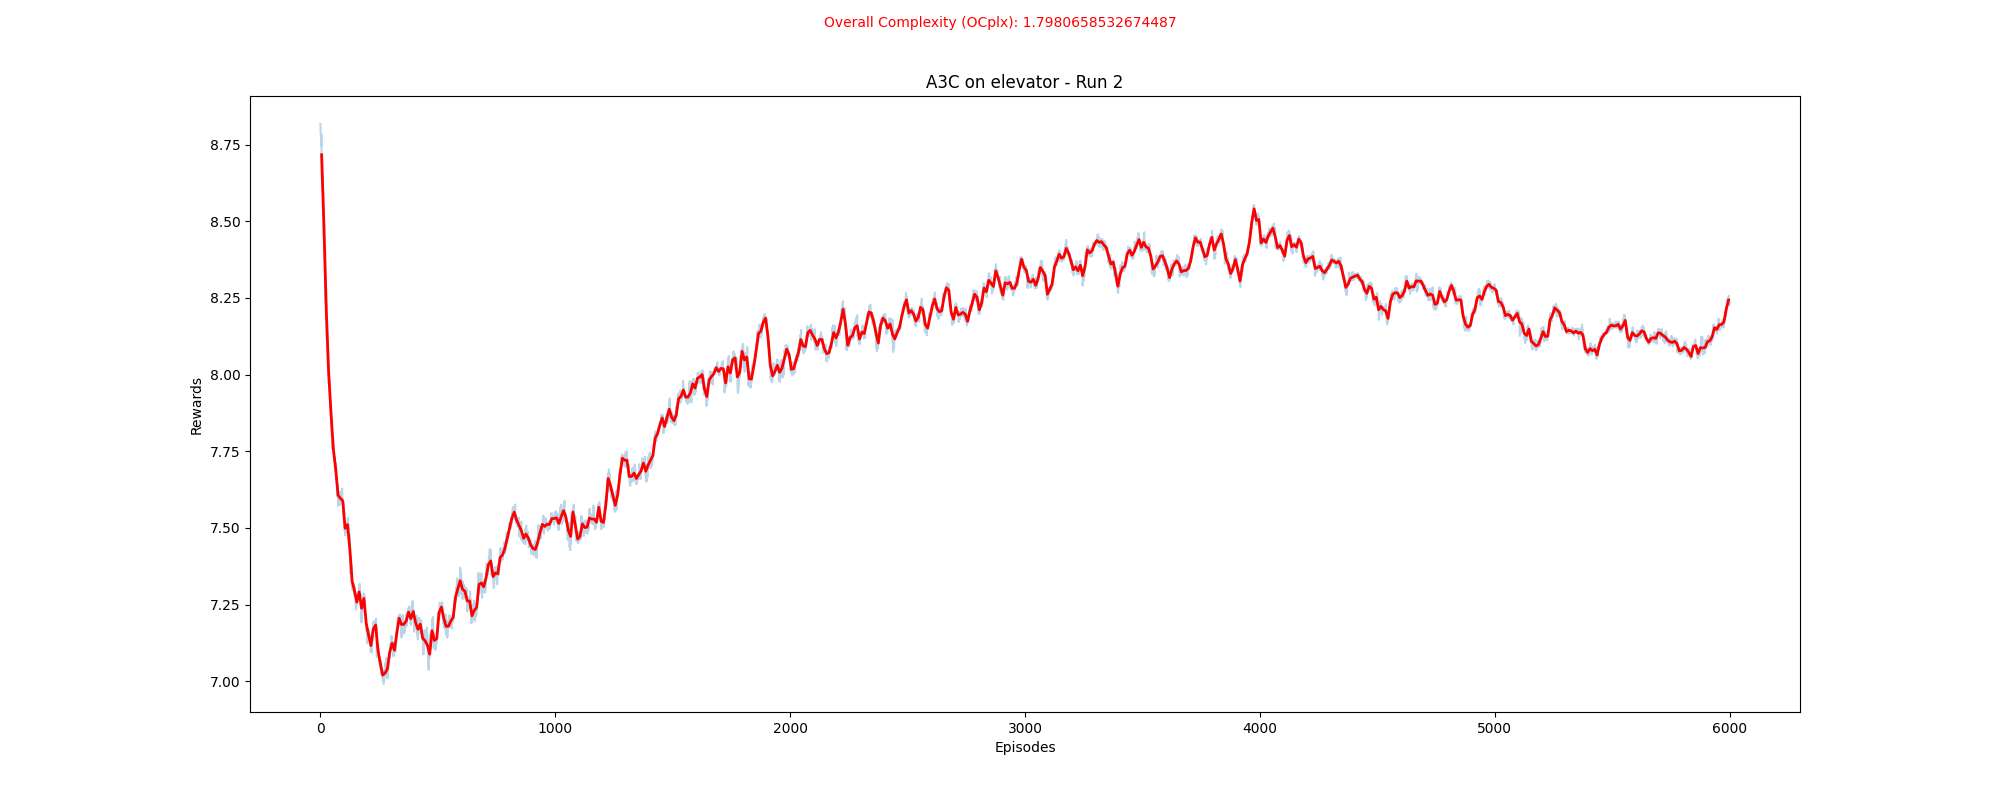 Overall Complexity (OCplx): 1.7980658532674487
A3C on elevator - Run 2
8.75
8.50
8.25
8.00
7.75
7.50
7.25
7.00
Rewards
0 1000 2000 3000 4000 5000 6000
Episodes